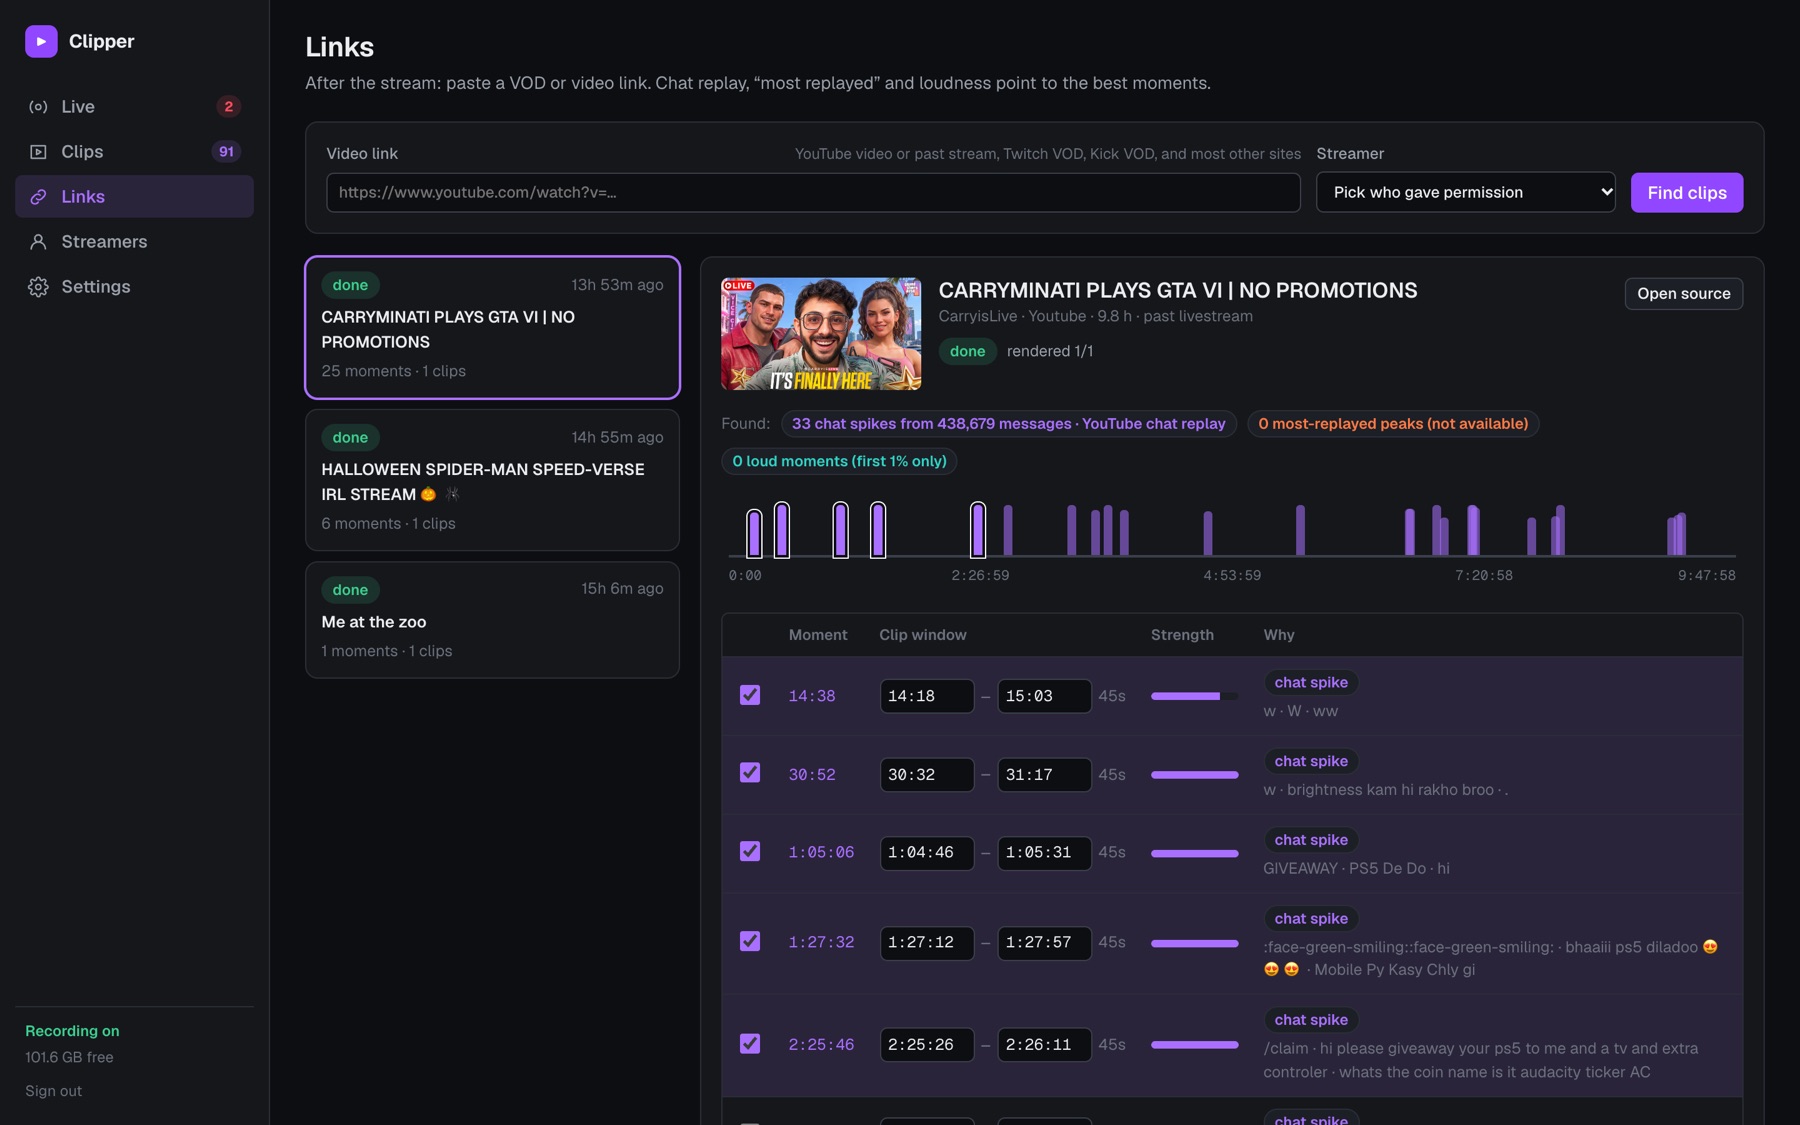 Clipper
Live
2
Clips
91
Links
Streamers
Settings
Recording on
101.6 GB free
Sign out
Links
After the stream: paste a VOD or video link. Chat replay, “most replayed” and loudness point to the best moments.
Video link
YouTube video or past stream, Twitch VOD, Kick VOD, and most other sites
https://www.youtube.com/watch?v=…
Streamer
Pick who gave permission
Find clips
done
13h 53m ago
CARRYMINATI PLAYS GTA VI | NO
PROMOTIONS
25 moments · 1 clips
done
14h 55m ago
HALLOWEEN SPIDER-MAN SPEED-VERSE
IRL STREAM 🎃 🕷
6 moments · 1 clips
done
15h 6m ago
Me at the zoo
1 moments · 1 clips
LIVE
IT'S FINALLY HERE
CARRYMINATI PLAYS GTA VI | NO PROMOTIONS
CarryisLive · Youtube · 9.8 h · past livestream
done
rendered 1/1
Open source
Found:
33 chat spikes from 438,679 messages · YouTube chat replay
0 most-replayed peaks (not available)
0 loud moments (first 1% only)
0:00
2:26:59
4:53:59
7:20:58
9:47:58
Moment
Clip window
Strength
Why
14:38
14:18 – 15:03 45s
chat spike
w · W · ww
30:52
30:32 – 31:17 45s
chat spike
w · brightness kam hi rakho broo · .
1:05:06
1:04:46 – 1:05:31 45s
chat spike
GIVEAWAY · PS5 De Do · hi
1:27:32
1:27:12 – 1:27:57 45s
chat spike
:face-green-smiling::face-green-smiling: · bhaaiii ps5 diladoo 😍
😍 😍 · Mobile Py Kasy Chly gi
2:25:46
2:25:26 – 2:26:11 45s
chat spike
/claim · hi please giveaway your ps5 to me and a tv and extra
controler · whats the coin name is it audacity ticker AC
chat spike